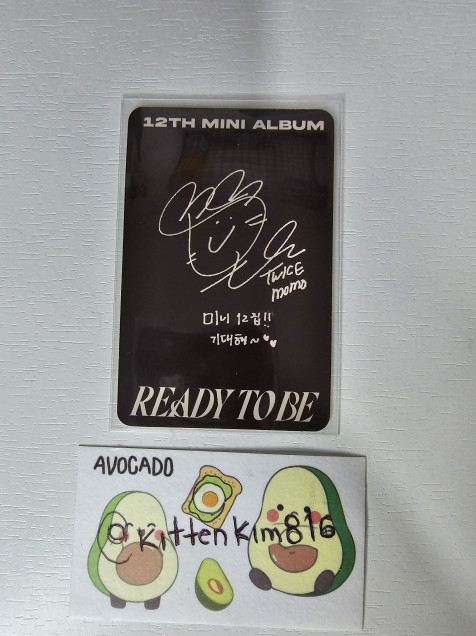 12TH MINI ALBUM
TWICE
MOMO
미니 12집!!
기대해~
READY TO BE
AVOCADO
@kittenkim816